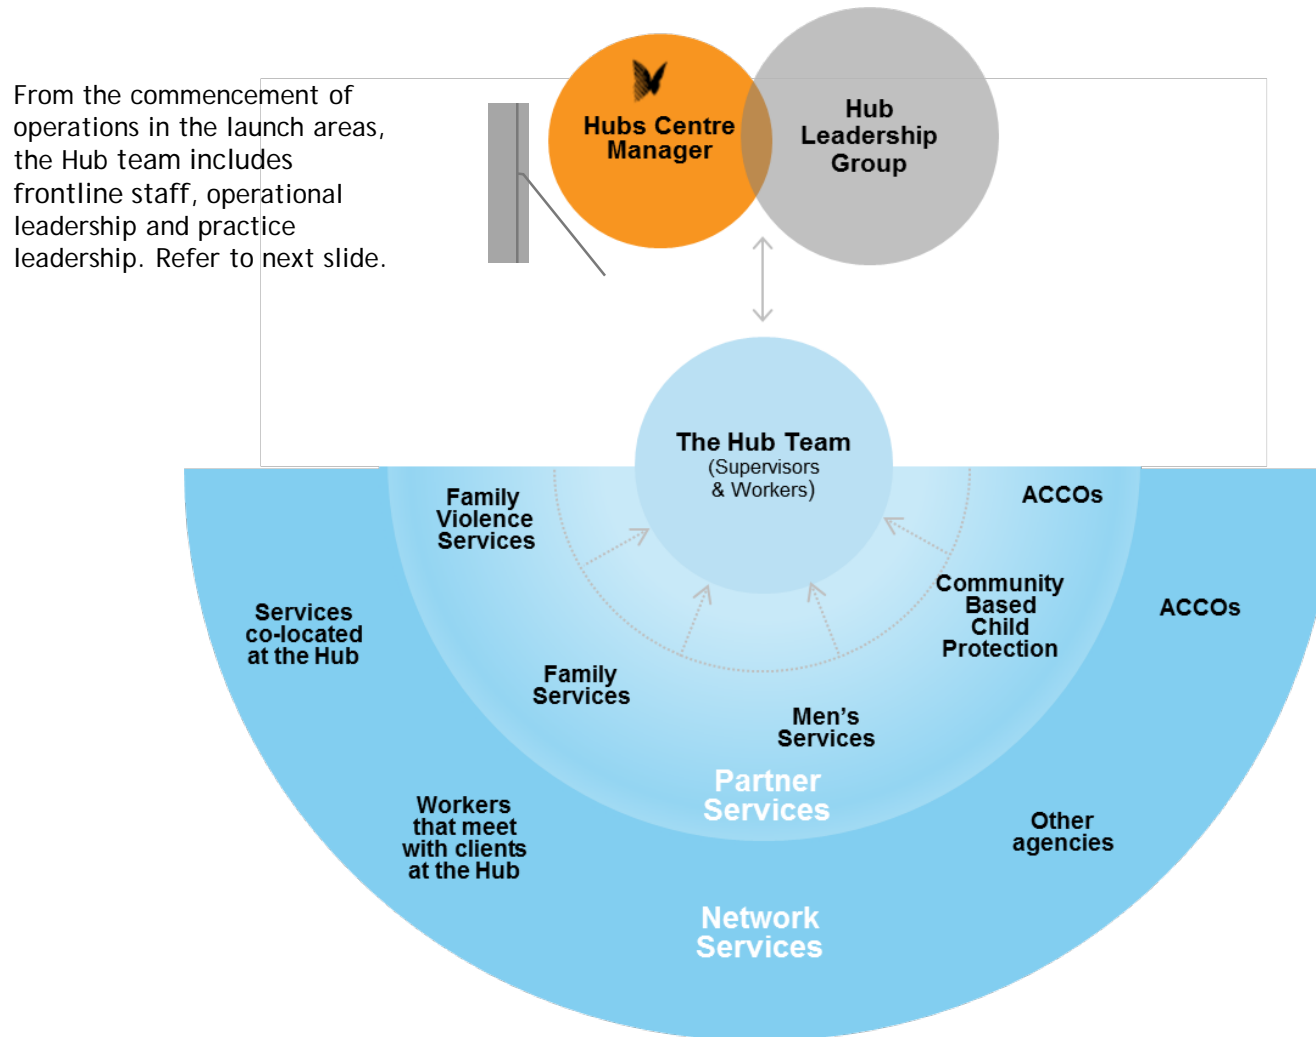 From the commencement of
operations in the launch areas,
the Hub team includes
frontline staff, operational
leadership and practice
leadership. Refer to next slide.
Hubs Centre
Manager
Hub
Leadership
Group
The Hub Team
(Supervisors
& Workers)
Family
Violence
Services
ACCOs
Community
Based
Child
Protection
Services
co-located
at the Hub
ACCOs
Family
Services
Men's
Services
Partner
Services
Workers
that meet
with clients
at the Hub
Other
agencies
Network
Services